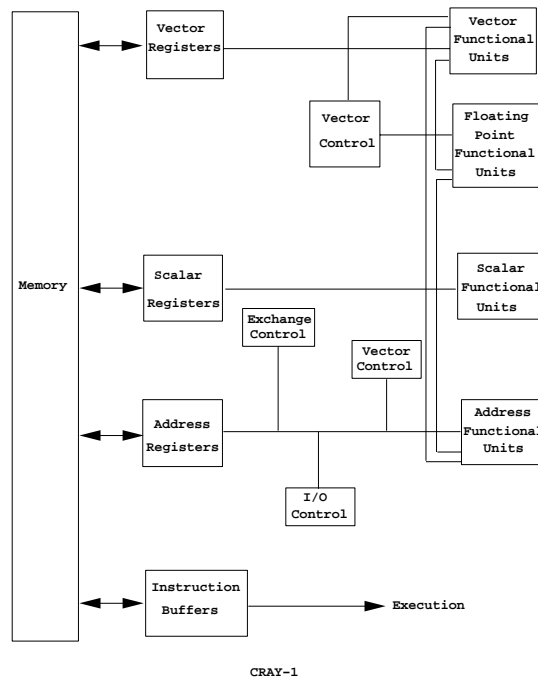 Vector
Registers
Vector
Functional
Units
Vector
Control
Floating
Point
Functional
Units
Memory
Scalar
Registers
Scalar
Functional
Units
Exchange
Control
Vector
Control
Address
Registers
Address
Functional
Units
I/O
Control
Instruction
Buffers
Execution
CRAY-1